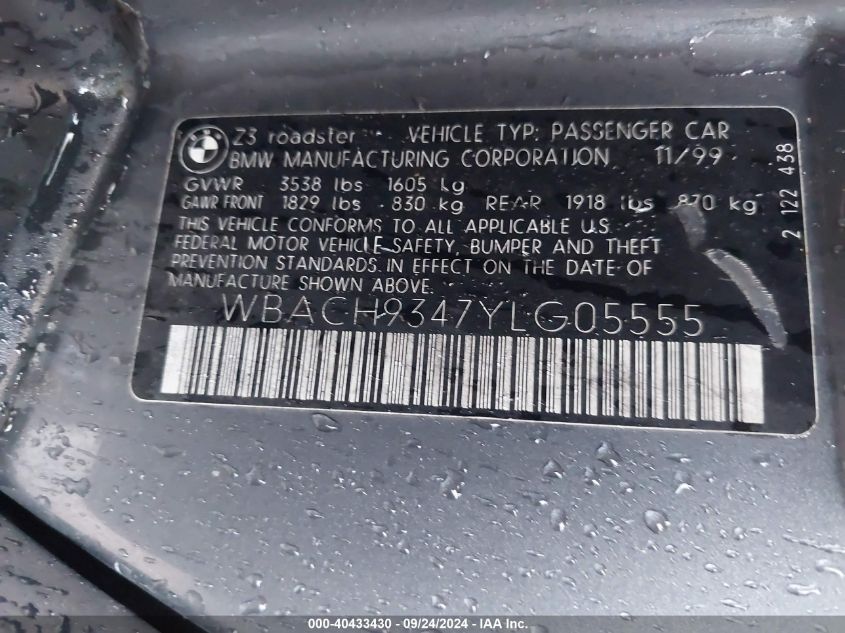 BMW
Z3 roadster VEHICLE TYP: PASSENGER CAR
BMW MANUFACTURING CORPORATION 11/99
GVWR 3538 lbs 1605 kg
GAWR FRONT 1829 lbs 830 kg REAR 1918 lbs 870 kg
THIS VEHICLE CONFORMS TO ALL APPLICABLE U.S.
FEDERAL MOTOR VEHICLE SAFETY, BUMPER AND THEFT
PREVENTION STANDARDS IN EFFECT ON THE DATE OF
MANUFACTURE SHOWN ABOVE.
WBACH9347YLG05555
2 122 438
000-40433430 - 09/24/2024 - IAA Inc.